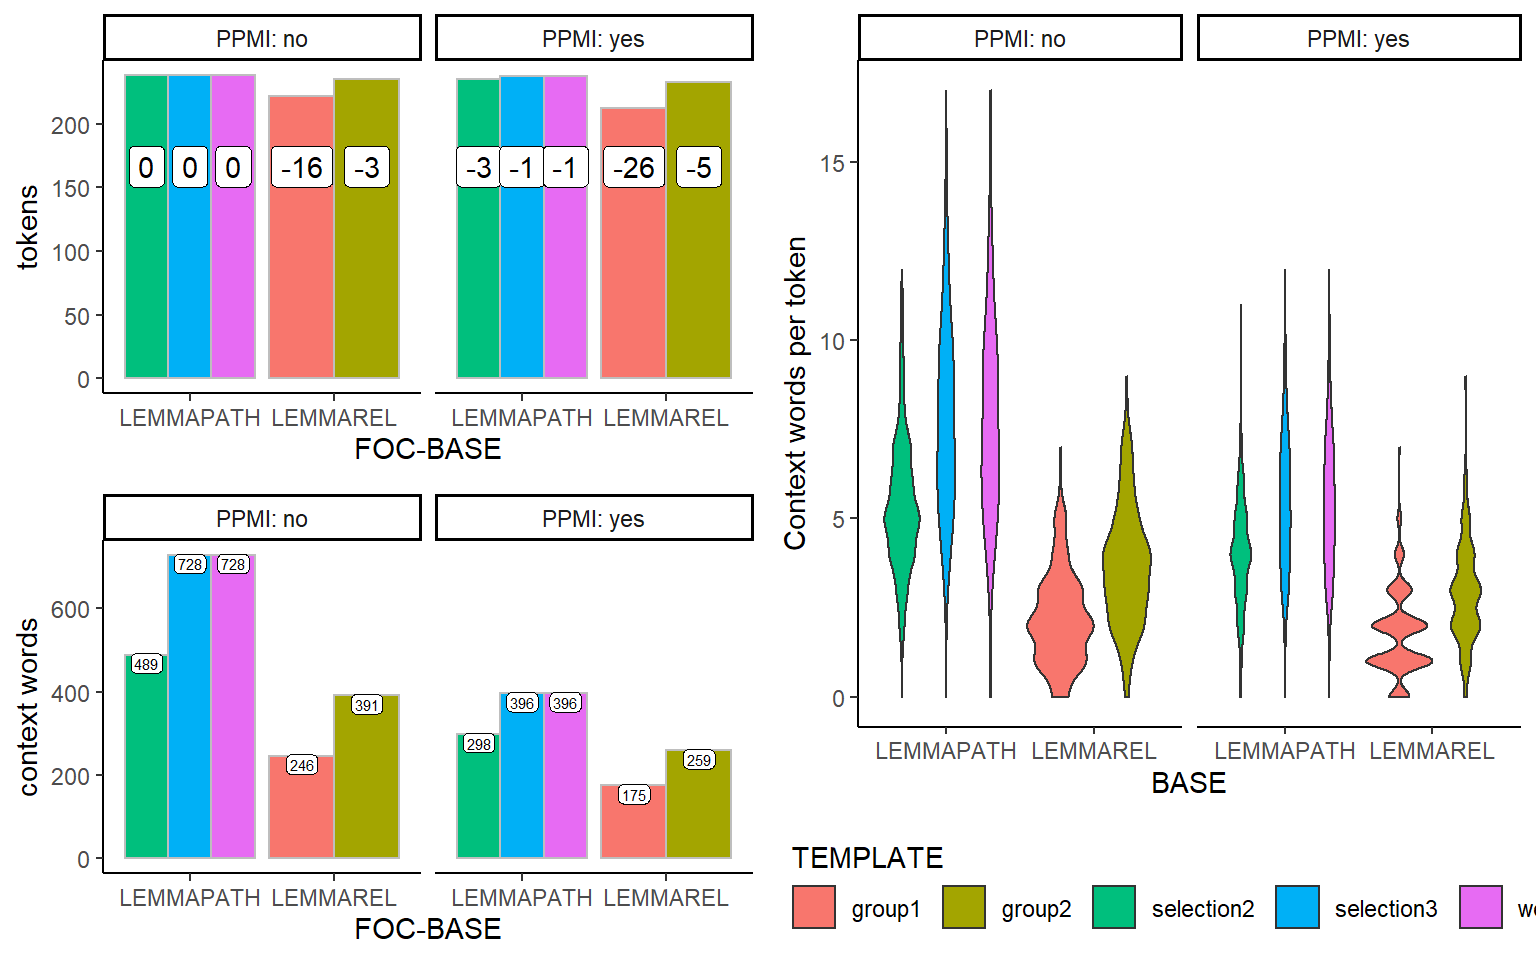 PPMI: no PPMI: yes
tokens
200
150
100
50
0
0 0 0 -16 -3
-3 -1 -1 -26 -5
LEMMAPATH LEMMAREL LEMMAPATH LEMMAREL
FOC-BASE
PPMI: no PPMI: yes
context words
600
400
200
0
489 728 728 246 391
298 396 396 175 259
LEMMAPATH LEMMAREL LEMMAPATH LEMMAREL
FOC-BASE
PPMI: no PPMI: yes
Context words per token
15
10
5
0
LEMMAPATH LEMMAREL LEMMAPATH LEMMAREL
BASE
TEMPLATE
group1 group2 selection2 selection3